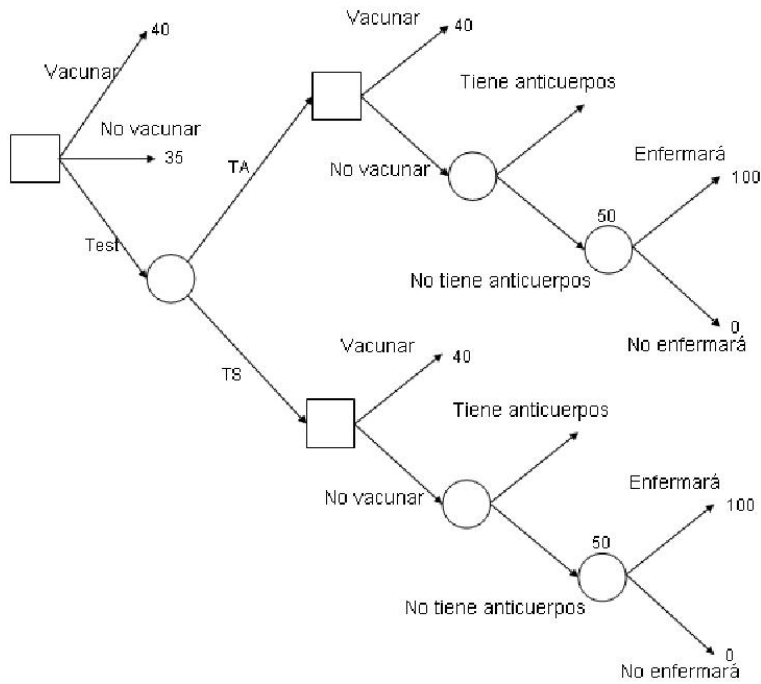 Vacunar
40
Vacunar
40
Tiene anticuerpos
No vacunar
35
Enfermará
100
TA
No vacunar
50
Test
No tiene anticuerpos
0
No enfermará
Vacunar
40
TS
Tiene anticuerpos
Enfermará
100
No vacunar
50
No tiene anticuerpos
0
No enfermará